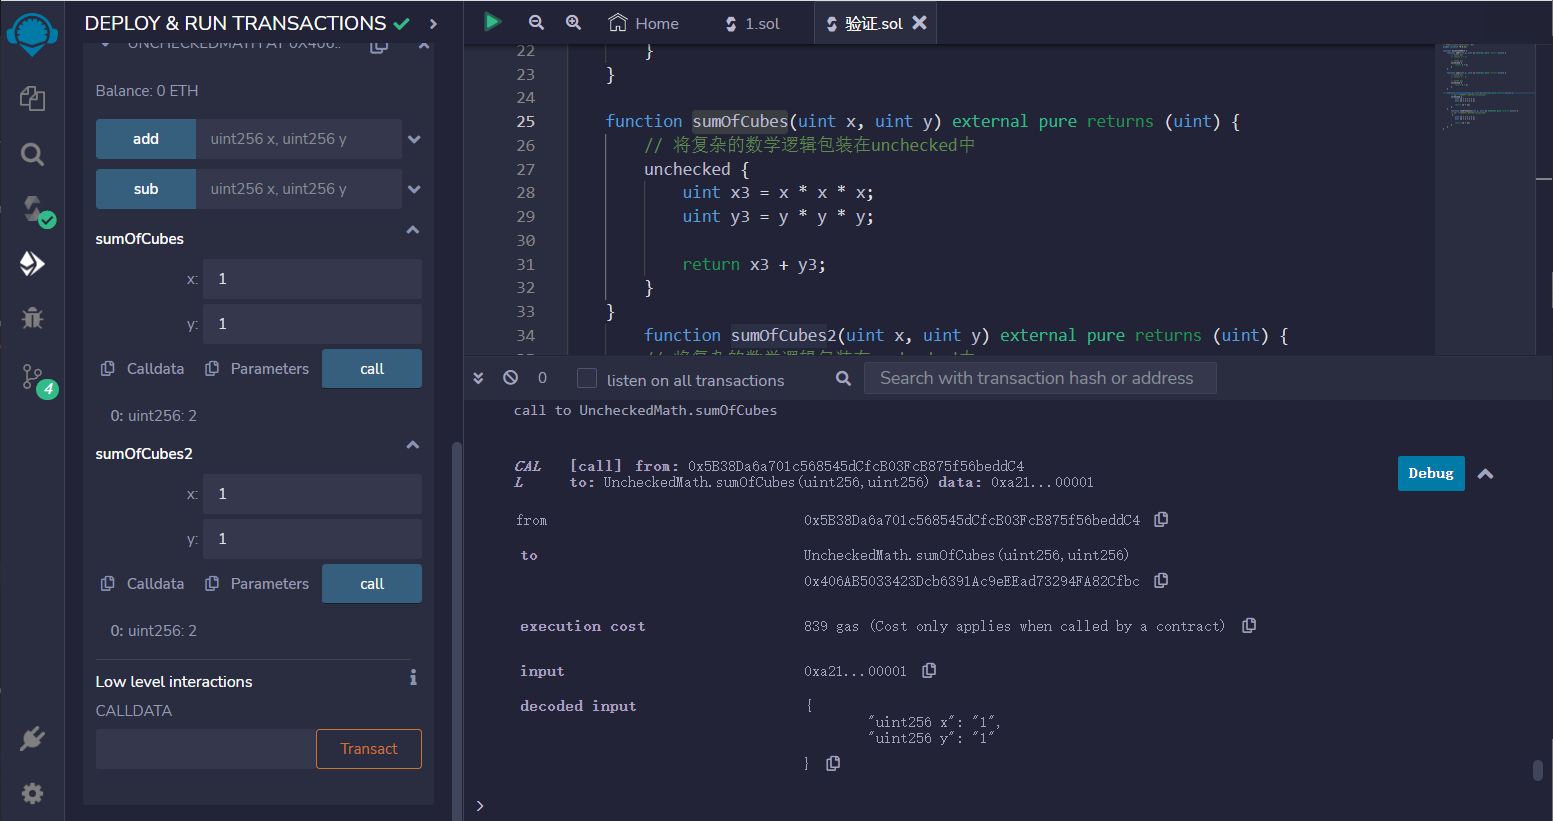 DEPLOY & RUN TRANSACTIONS
UNCHECKEDMATH AT 0X406...
Balance: 0 ETH
add uint256 x, uint256 y
sub uint256 x, uint256 y
sumOfCubes
x: 1
y: 1
Calldata Parameters call
0: uint256: 2
sumOfCubes2
x: 1
y: 1
Calldata Parameters call
0: uint256: 2
Low level interactions
CALLDATA
Transact
4
Home 1.sol 验证.sol
22 }
23 }
24
25 function sumOfCubes(uint x, uint y) external pure returns (uint) {
26 // 将复杂的数学逻辑包装在unchecked中
27 unchecked {
28 uint x3 = x * x * x;
29 uint y3 = y * y * y;
30
31 return x3 + y3;
32 }
33 }
34 function sumOfCubes2(uint x, uint y) external pure returns (uint) {
0 listen on all transactions Search with transaction hash or address
call to UncheckedMath.sumOfCubes
CAL [call] from: 0x5B38Da6a701c568545dCfcB03FcB875f56beddC4
L to: UncheckedMath.sumOfCubes(uint256,uint256) data: 0xa21...00001
Debug
from 0x5B38Da6a701c568545dCfcB03FcB875f56beddC4
to UncheckedMath.sumOfCubes(uint256,uint256)
0x406AB5033423Dcb6391Ac9eEEad73294FA82Cfbc
execution cost 839 gas (Cost only applies when called by a contract)
input 0xa21...00001
decoded input {
"uint256 x": "1",
"uint256 y": "1"
}
>